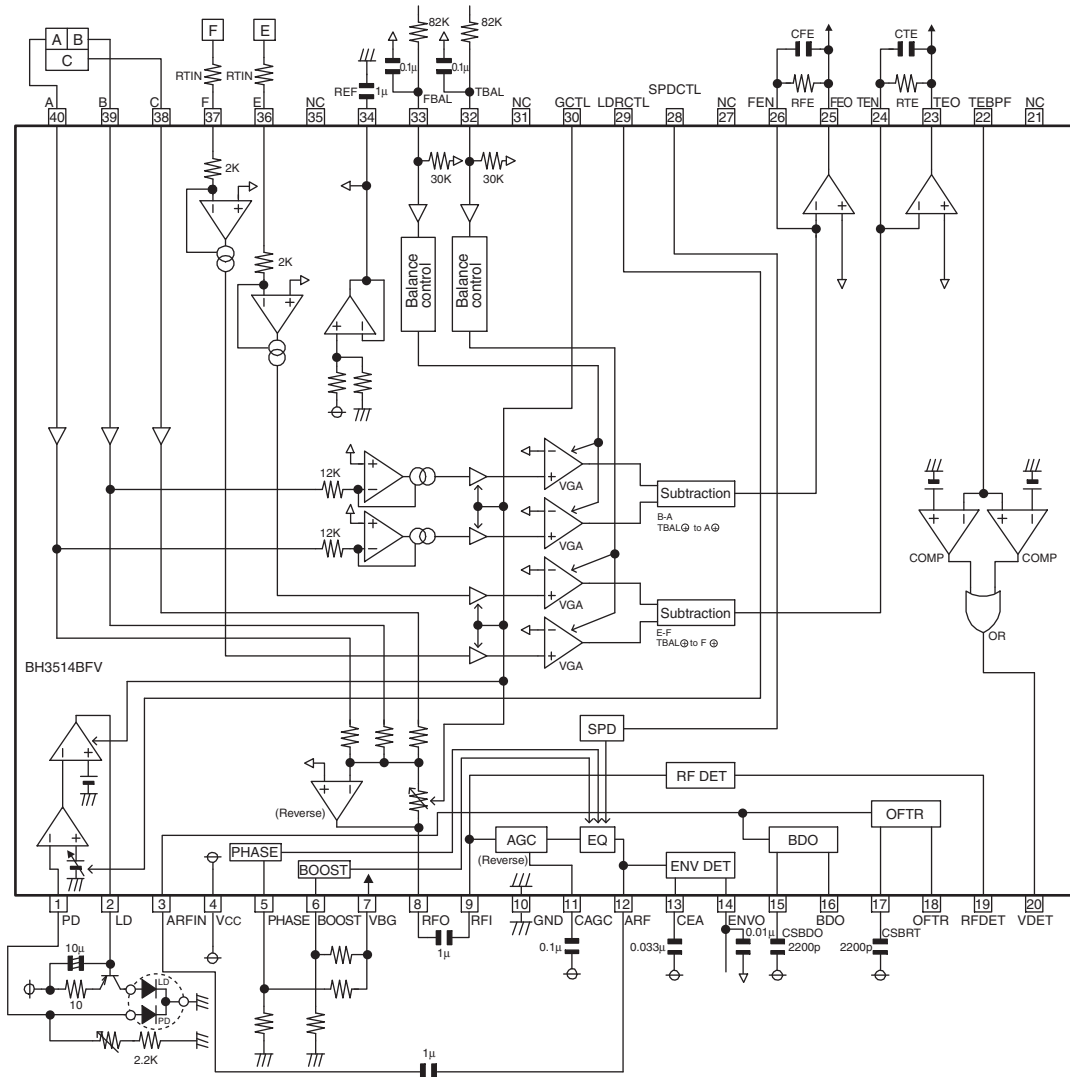 A B
C
F
E
RTIN
RTIN
82K
82K
0.1µ
0.1µ
REF
1µ
FBAL
TBAL
CFE
RFE
CTE
RTE
A
B
C
F
E
NC
NC
GCTL
LDRCTL
SPDCTL
NC
FEN
FEO
TEN
TEO
TEBPF
NC
40
39
38
37
36
35
34
33
32
31
30
29
28
27
26
25
24
23
22
21
2K
2K
30K
30K
Balance control
Balance control
12K
12K
VGA
VGA
VGA
VGA
Subtraction
B-A
TBAL⊕ to A⊕
Subtraction
E-F
TBAL⊕ to F ⊕
COMP
COMP
OR
BH3514BFV
(Reverse)
SPD
RF DET
OFTR
AGC
(Reverse)
EQ
BDO
PHASE
BOOST
ENV DET
1
2
3
4
5
6
7
8
9
10
11
12
13
14
15
16
17
18
19
20
PD
LD
ARFIN
VCC
PHASE
BOOST
VBG
RFO
RFI
GND
CAGC
ARF
CEA
ENVO
BDO
OFTR
RFDET
VDET
10µ
10
LD
PD
2.2K
1µ
0.1µ
0.033µ
0.01µ
CSBDO
2200p
CSBRT
2200p
1µ